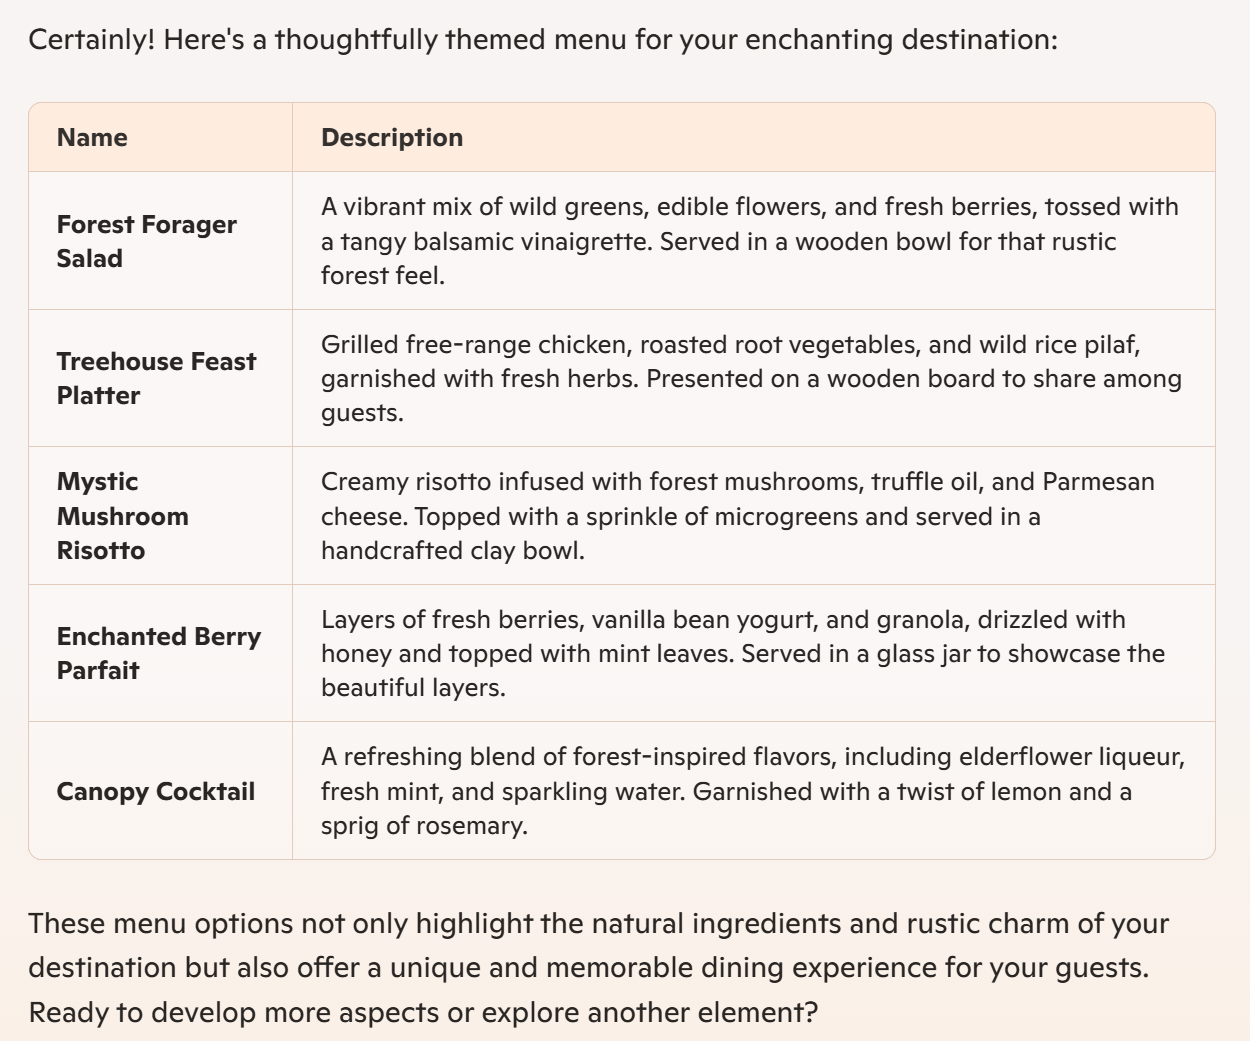 Certainly! Here's a thoughtfully themed menu for your enchanting destination:
Name
Description
Forest Forager
Salad
A vibrant mix of wild greens, edible flowers, and fresh berries, tossed with
a tangy balsamic vinaigrette. Served in a wooden bowl for that rustic
forest feel.
Treehouse Feast
Platter
Grilled free-range chicken, roasted root vegetables, and wild rice pilaf,
garnished with fresh herbs. Presented on a wooden board to share among
guests.
Mystic
Mushroom
Risotto
Creamy risotto infused with forest mushrooms, truffle oil, and Parmesan
cheese. Topped with a sprinkle of microgreens and served in a
handcrafted clay bowl.
Enchanted Berry
Parfait
Layers of fresh berries, vanilla bean yogurt, and granola, drizzled with
honey and topped with mint leaves. Served in a glass jar to showcase the
beautiful layers.
Canopy Cocktail
A refreshing blend of forest-inspired flavors, including elderflower liqueur,
fresh mint, and sparkling water. Garnished with a twist of lemon and a
sprig of rosemary.
These menu options not only highlight the natural ingredients and rustic charm of your
destination but also offer a unique and memorable dining experience for your guests.
Ready to develop more aspects or explore another element?